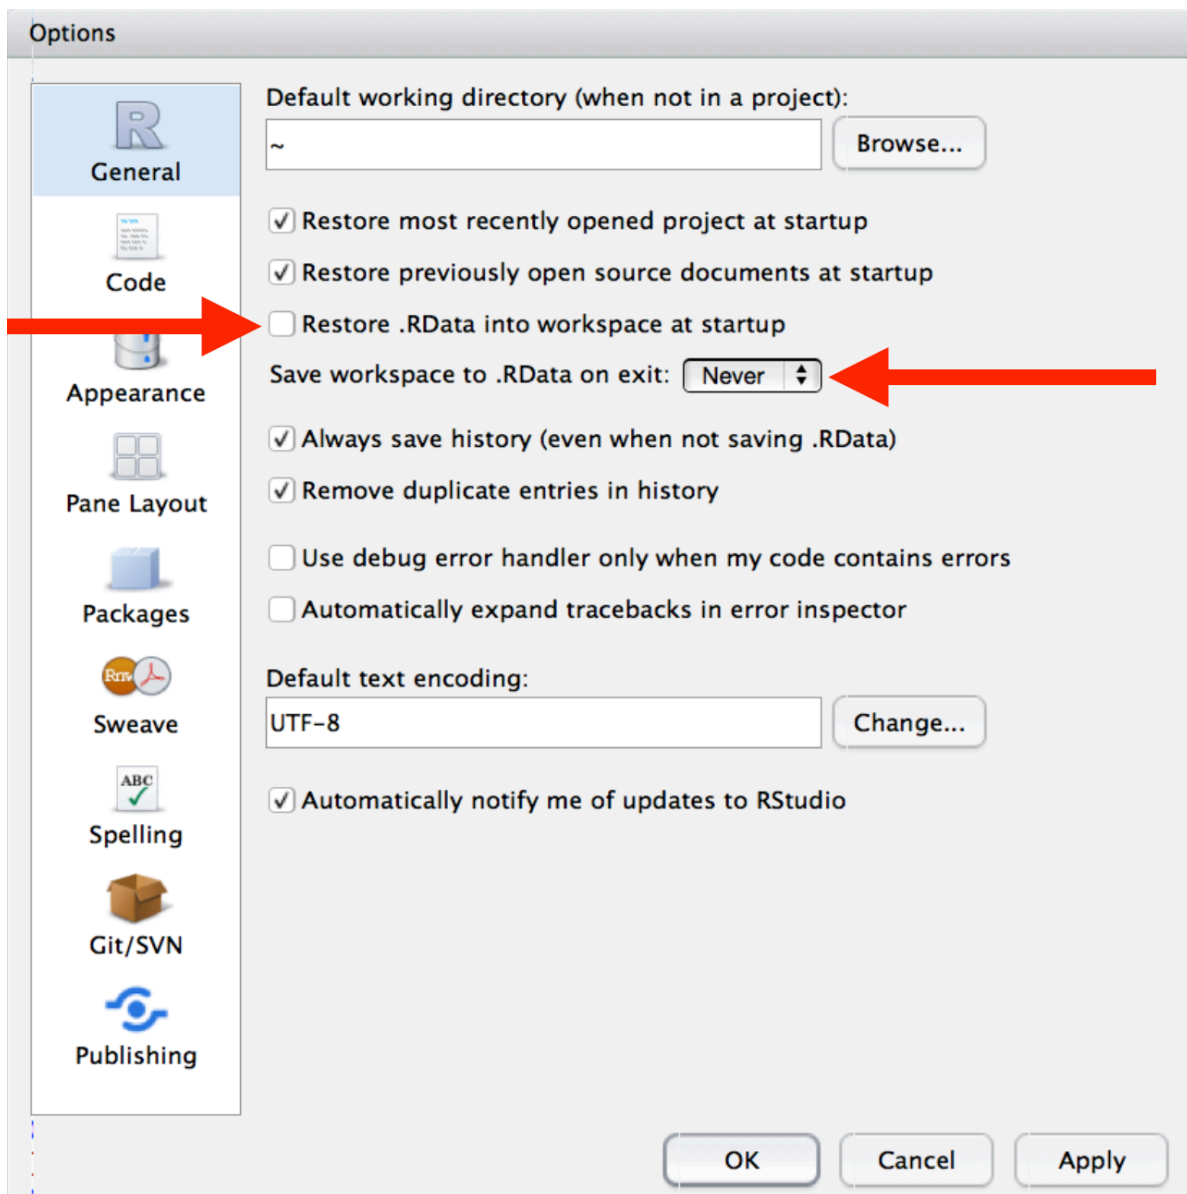 Options
General
Code
Appearance
Pane Layout
Packages
Rnw
Sweave
ABC
Spelling
Git/SVN
Publishing
Default working directory (when not in a project):
~
Browse...
Restore most recently opened project at startup
Restore previously open source documents at startup
Restore .RData into workspace at startup
Save workspace to .RData on exit: Never
Always save history (even when not saving .RData)
Remove duplicate entries in history
Use debug error handler only when my code contains errors
Automatically expand tracebacks in error inspector
Default text encoding:
UTF-8
Change...
Automatically notify me of updates to RStudio
OK
Cancel
Apply